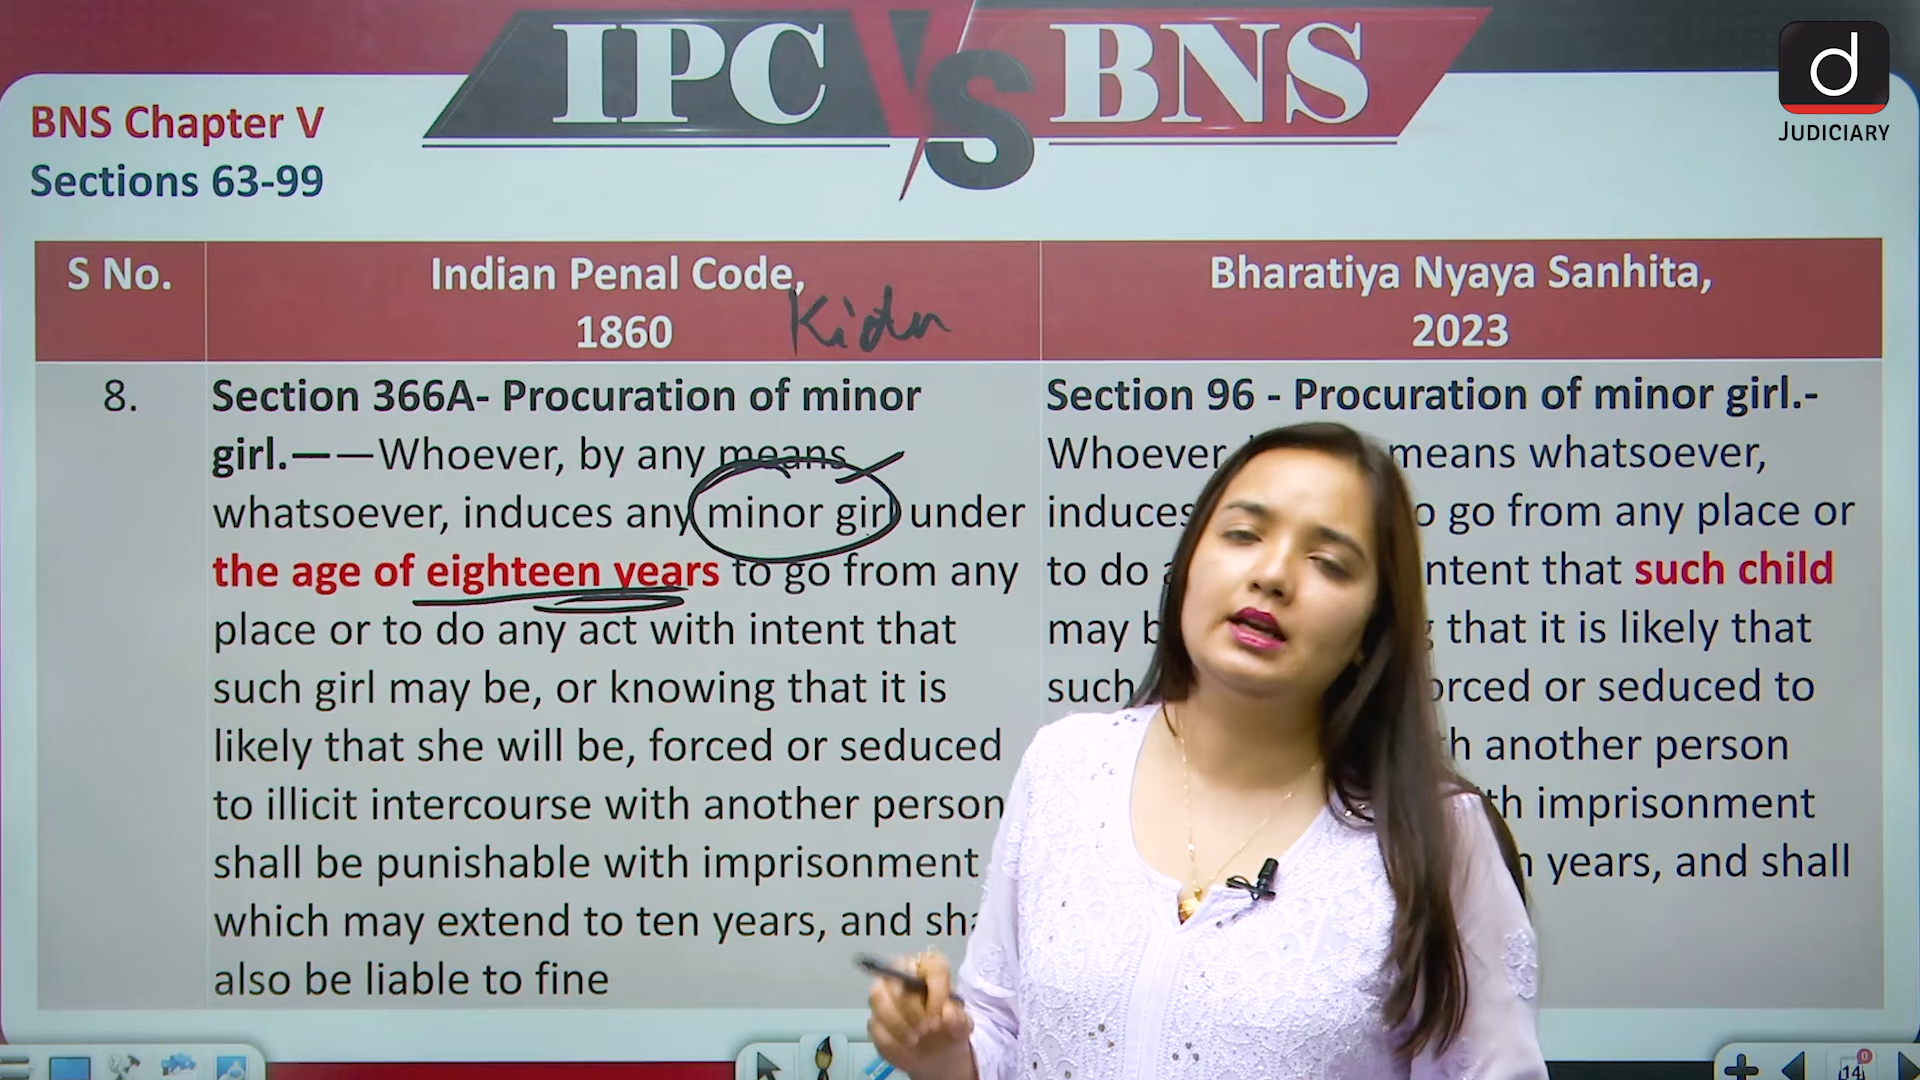 IPC VS BNS
JUDICIARY
BNS Chapter V
Sections 63-99
S No.
Indian Penal Code,
1860
Kidn
Bharatiya Nyaya Sanhita,
2023
8.
Section 366A- Procuration of minor
girl.——Whoever, by any means
whatsoever, induces any minor girl under
the age of eighteen years to go from any
place or to do any act with intent that
such girl may be, or knowing that it is
likely that she will be, forced or seduced
to illicit intercourse with another person
shall be punishable with imprisonment
which may extend to ten years, and
also be liable to fine
Section 96 - Procuration of minor girl.-
Whoever, means whatsoever,
induces to go from any place or
to do intent that such child
may that it is likely that
such forced or seduced to
another person
imprisonment
years, and shall
14
0